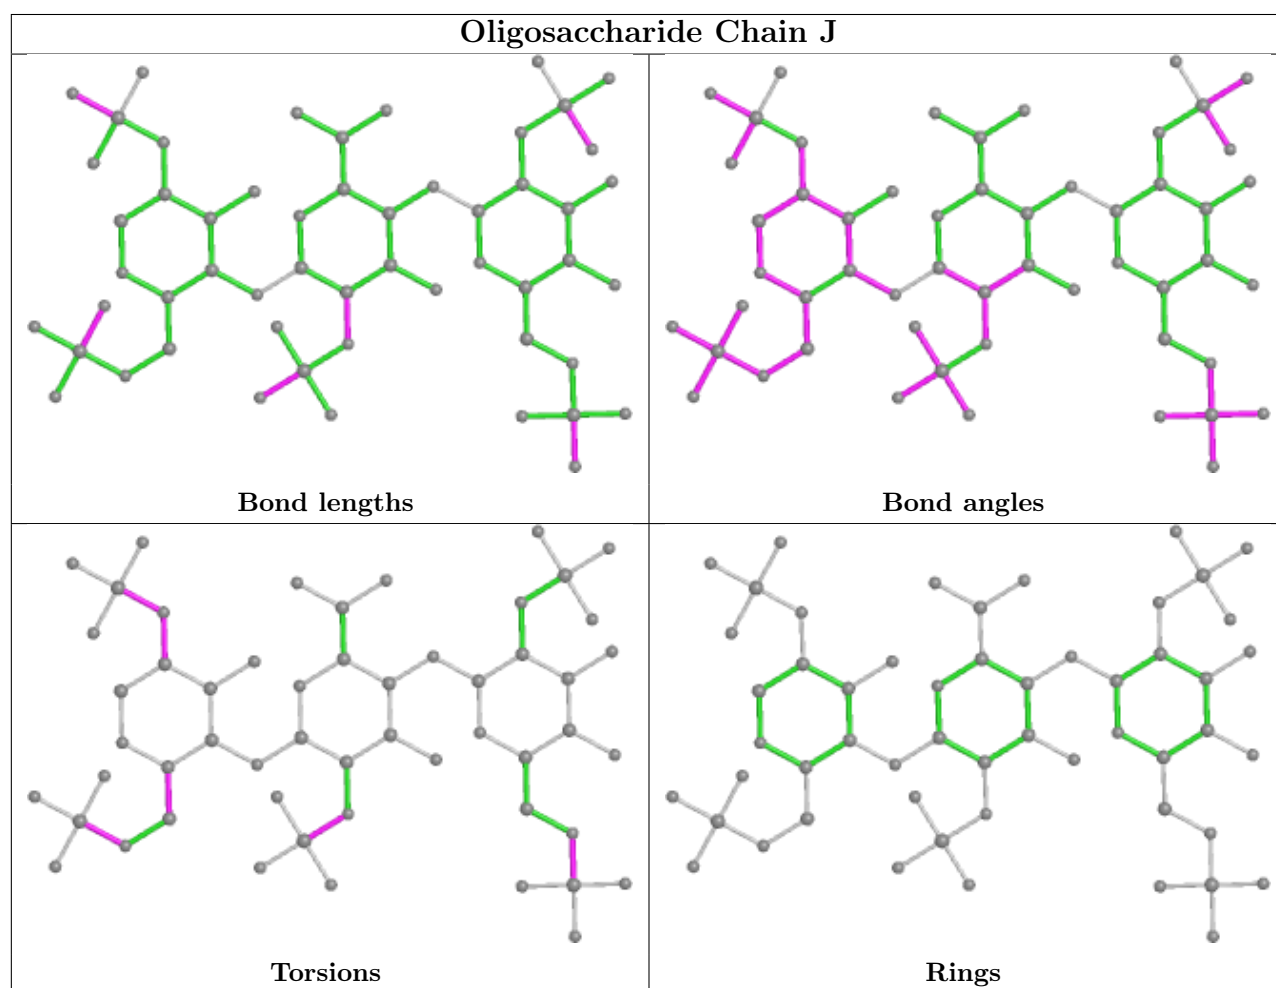 Oligosaccharide Chain J
Bond lengths
Bond angles
Torsions
Rings